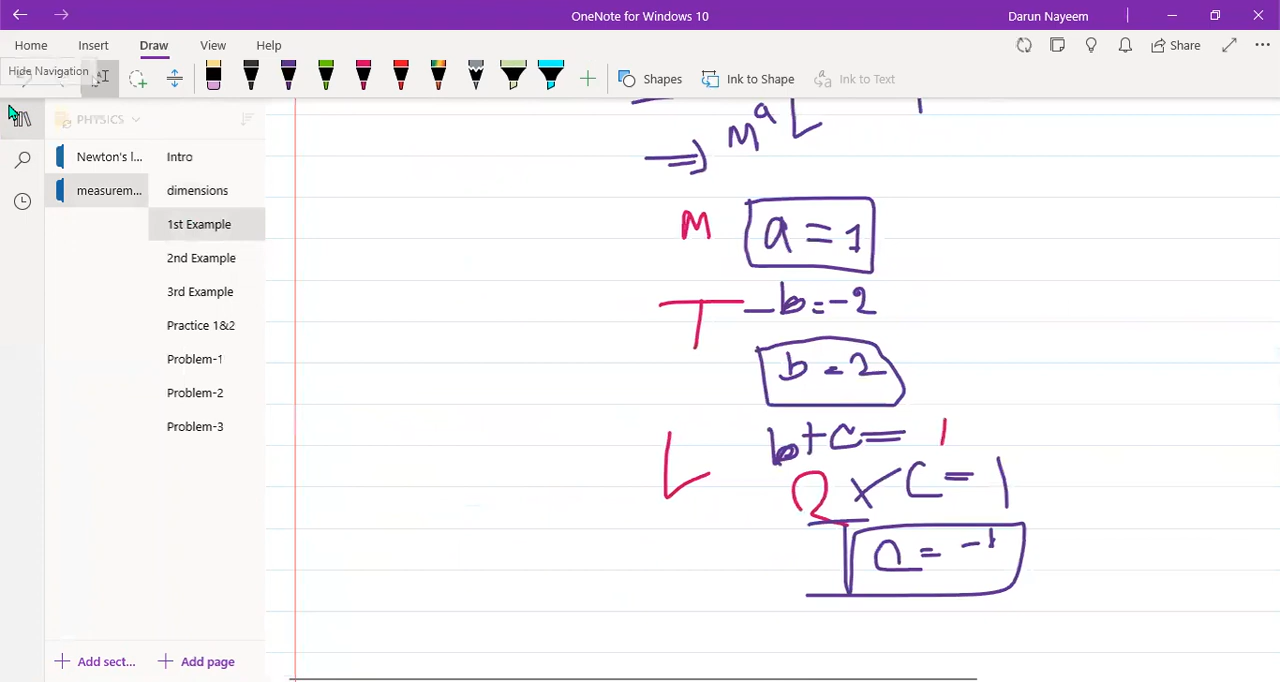 OneNote for Windows 10
Darun Nayeem
Home Insert Draw View Help
Share
Hide Navigation
Shapes Ink to Shape Ink to Text
PHYSICS
Newton's l...
measurem...
Intro
dimensions
1st Example
2nd Example
3rd Example
Practice 1&2
Problem-1
Problem-2
Problem-3
Add sect...
Add page
⇒ Mᵃ L
M a = 1
T -b = -2
b = 2
L b+c = 1
2 + c = 1
c = -1